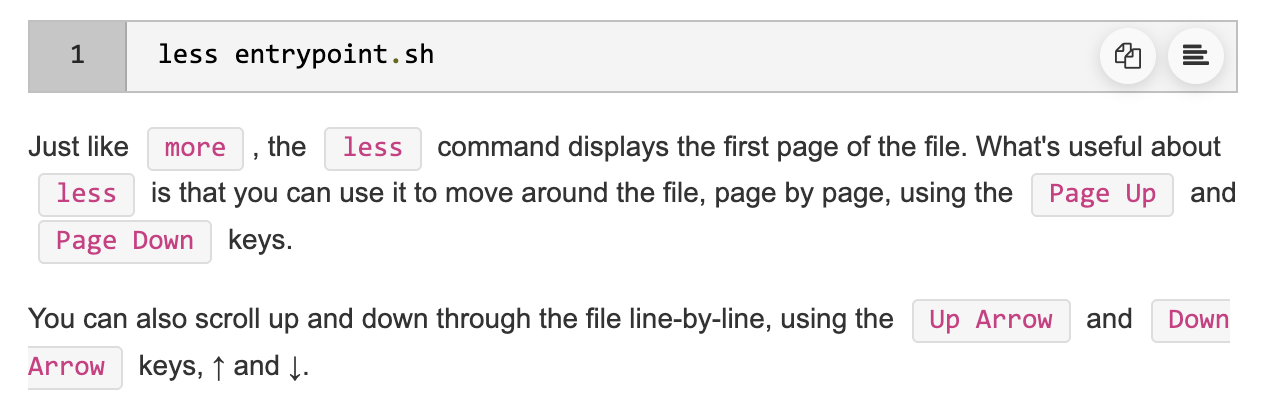 1 less entrypoint.sh
Just like more , the less command displays the first page of the file. What's useful about
less is that you can use it to move around the file, page by page, using the Page Up and
Page Down keys.
You can also scroll up and down through the file line-by-line, using the Up Arrow and Down
Arrow keys, ↑ and ↓.